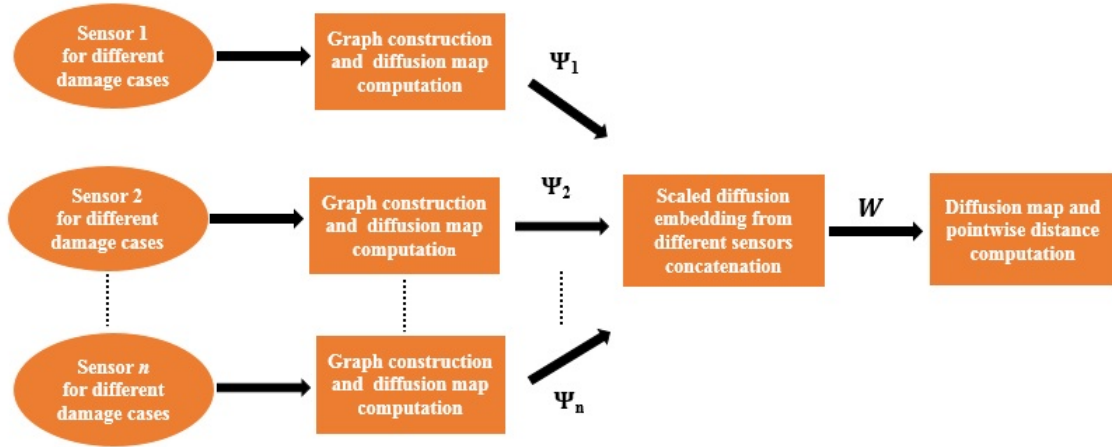 Sensor 1
for different
damage cases
Graph construction
and diffusion map
computation
Ψ1
Sensor 2
for different
damage cases
Graph construction
and diffusion map
computation
Ψ2
Scaled diffusion
embedding from
different sensors
concatenation
W
Diffusion map and
pointwise distance
computation
Sensor n
for different
damage cases
Graph construction
and diffusion map
computation
Ψn